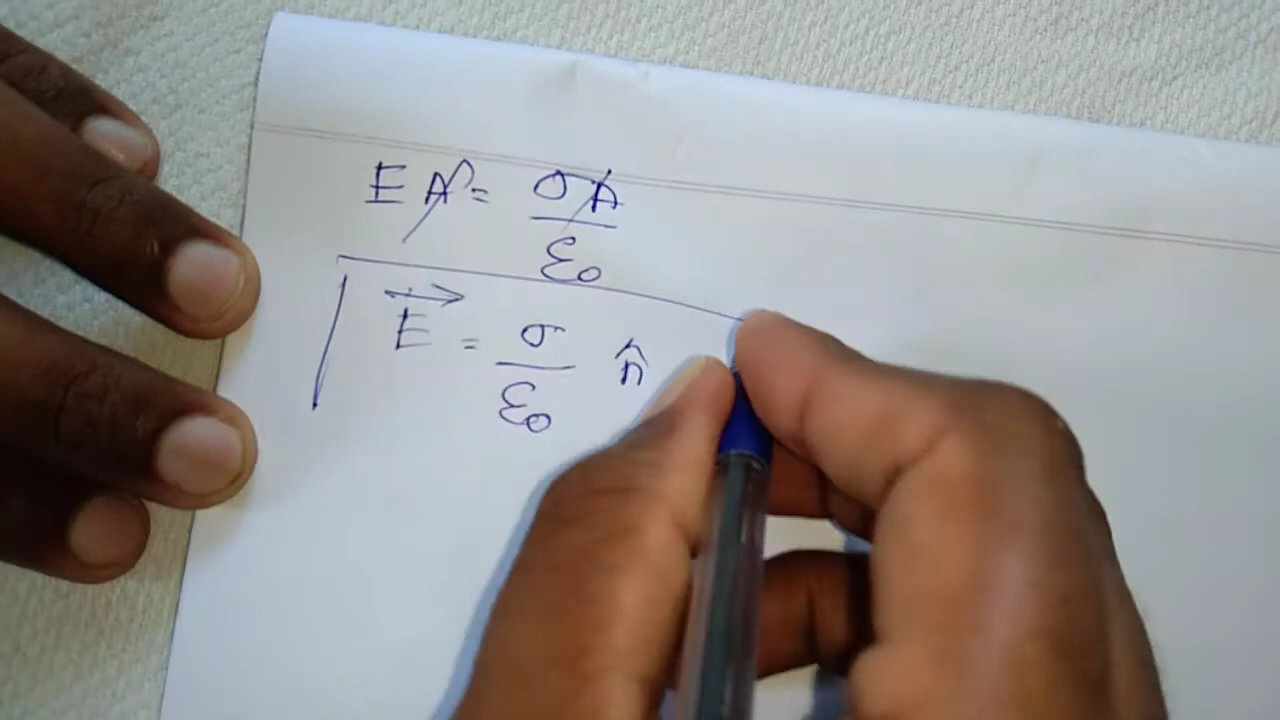 EA = σA/ε₀
E⃗ = σ/ε₀ n̂